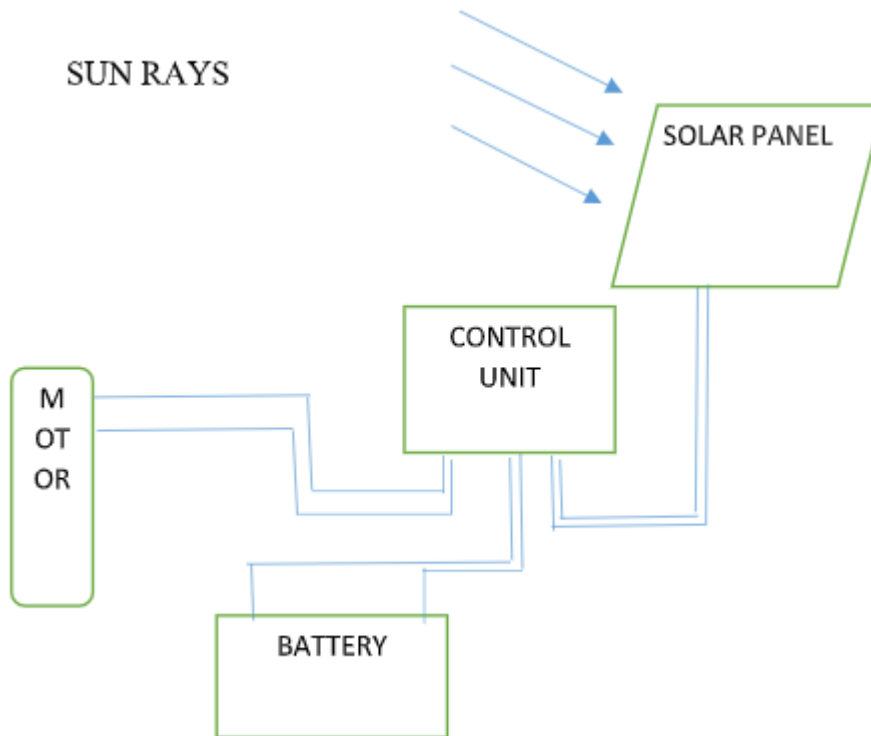 SUN RAYS
SOLAR PANEL
CONTROL
UNIT
M
OT
OR
BATTERY